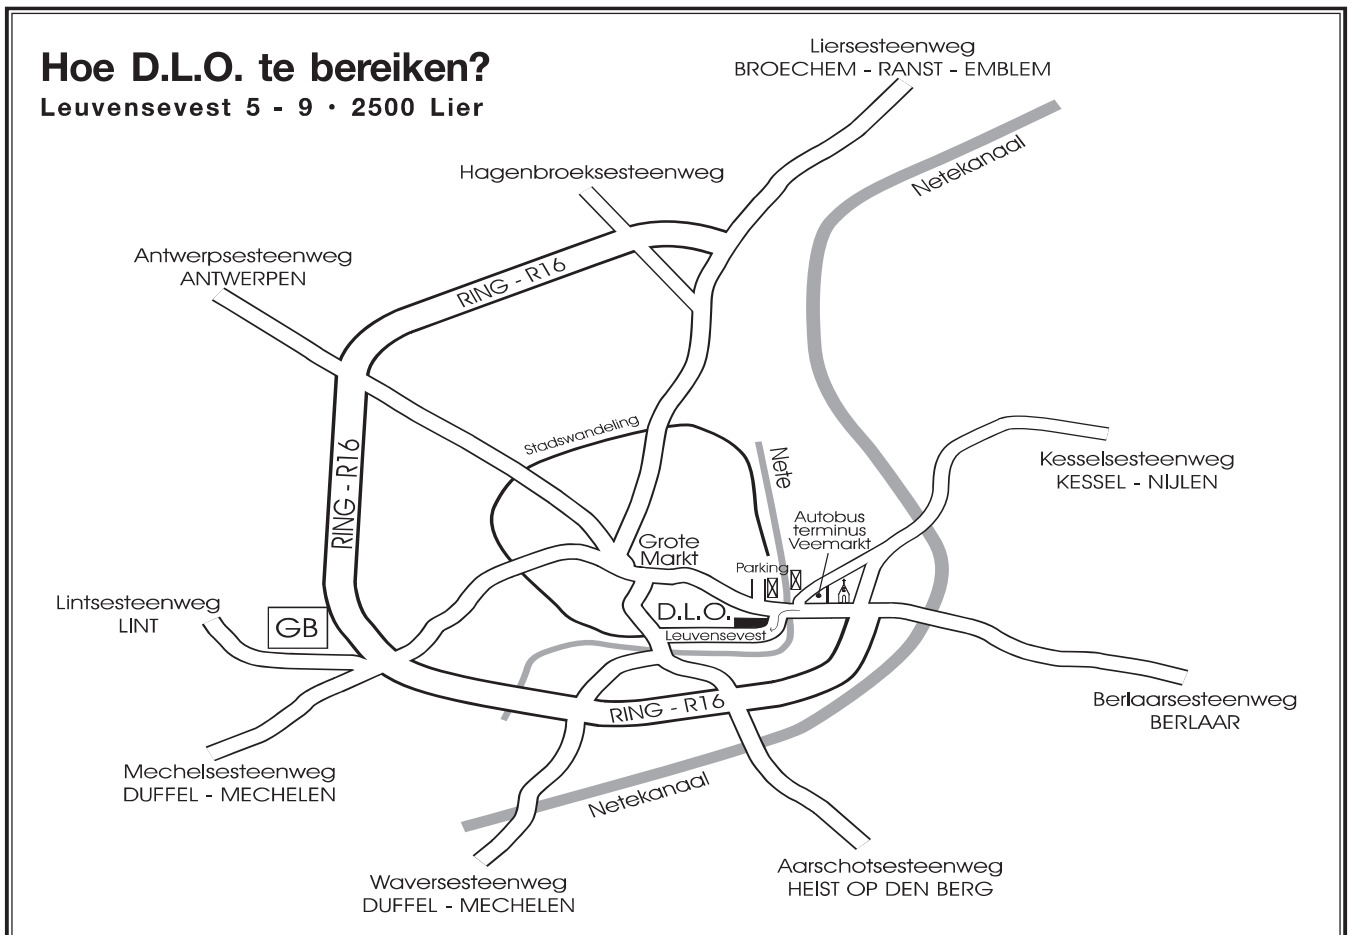 Hoe D.L.O. te bereiken?
Leuvensevest 5 - 9 • 2500 Lier
Liersesteenweg
BROECHEM - RANST - EMBLEM
Netekanaal
Hagenbroeksesteenweg
Antwerpsesteenweg
ANTWERPEN
RING - R16
RING - R16
Stadswandeling
Nete
Kesselsesteenweg
KESSEL - NIJLEN
Autobus
terminus
Veemarkt
Grote
Markt
Parking
D.L.O.
Leuvensevest
Lintsesteenweg
LINT
GB
RING - R16
Berlaarsesteenweg
BERLAAR
Mechelsesteenweg
DUFFEL - MECHELEN
Netekanaal
Waversesteenweg
DUFFEL - MECHELEN
Aarschotsesteenweg
HEIST OP DEN BERG